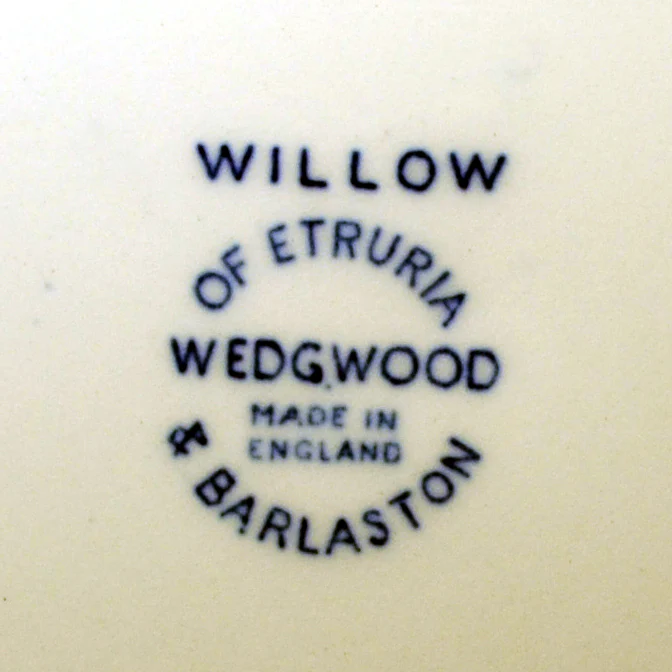 WILLOW
OF ETRURIA
WEDGWOOD
MADE IN
ENGLAND
& BARLASTON